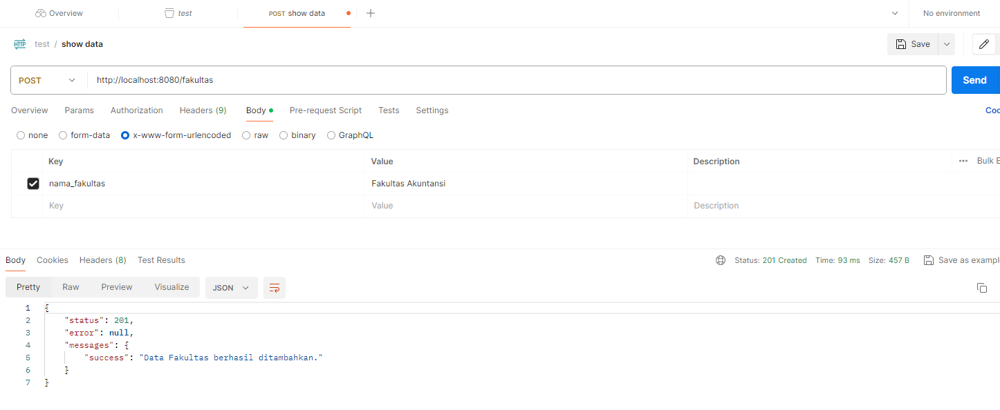 Overview test POST show data No environment
HTTP test / show data Save
POST http://localhost:8080/fakultas Send
Overview Params Authorization Headers (9) Body Pre-request Script Tests Settings Coo
none form-data x-www-form-urlencoded raw binary GraphQL
Key Value Description Bulk E
nama_fakultas Fakultas Akuntansi
Key Value Description
Body Cookies Headers (8) Test Results Status: 201 Created Time: 93 ms Size: 457 B Save as exampl
Pretty Raw Preview Visualize JSON
1 {
2 "status": 201,
3 "error": null,
4 "messages": {
5 "success": "Data Fakultas berhasil ditambahkan."
6 }
7 }